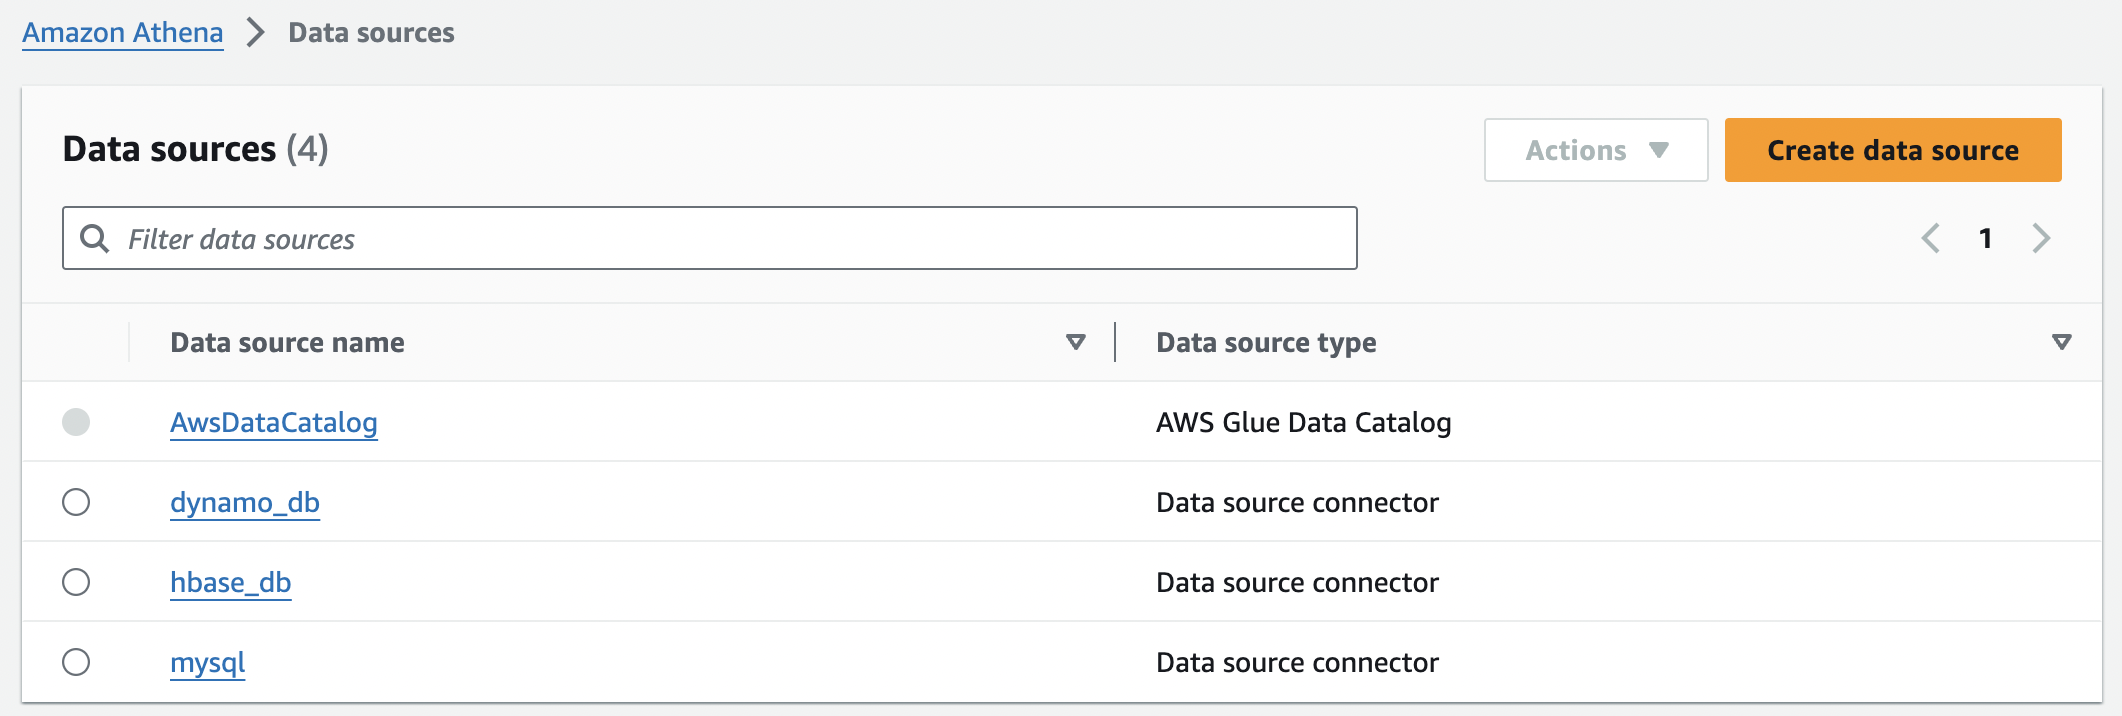 Amazon Athena > Data sources
Data sources (4)
Actions
Create data source
Filter data sources
1
Data source name
Data source type
AwsDataCatalog
AWS Glue Data Catalog
dynamo_db
Data source connector
hbase_db
Data source connector
mysql
Data source connector